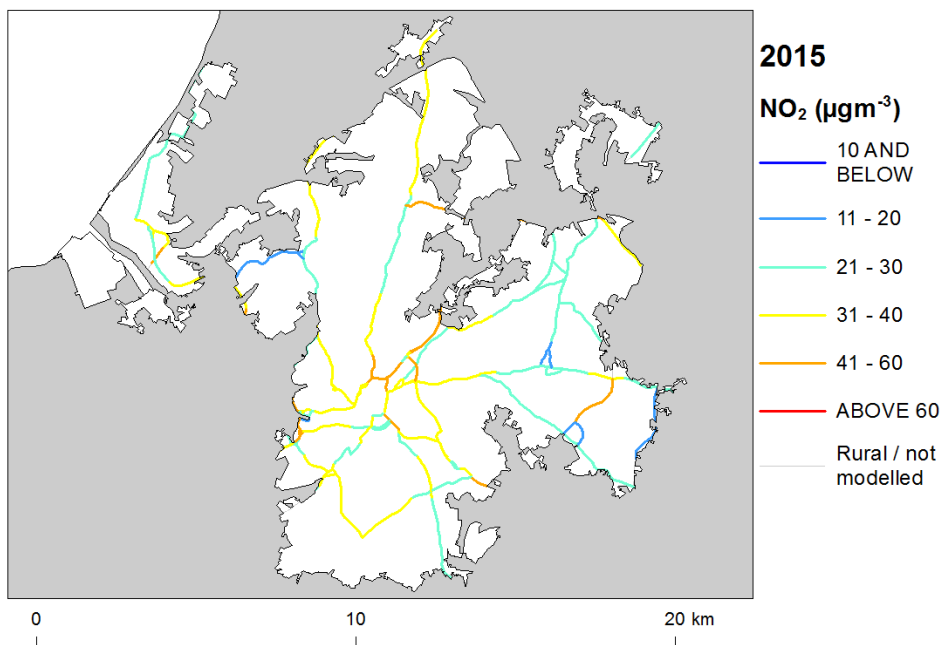 2015
NO₂ (µgm⁻³)
10 AND
BELOW
11 - 20
21 - 30
31 - 40
41 - 60
ABOVE 60
Rural / not
modelled
0 10 20 km